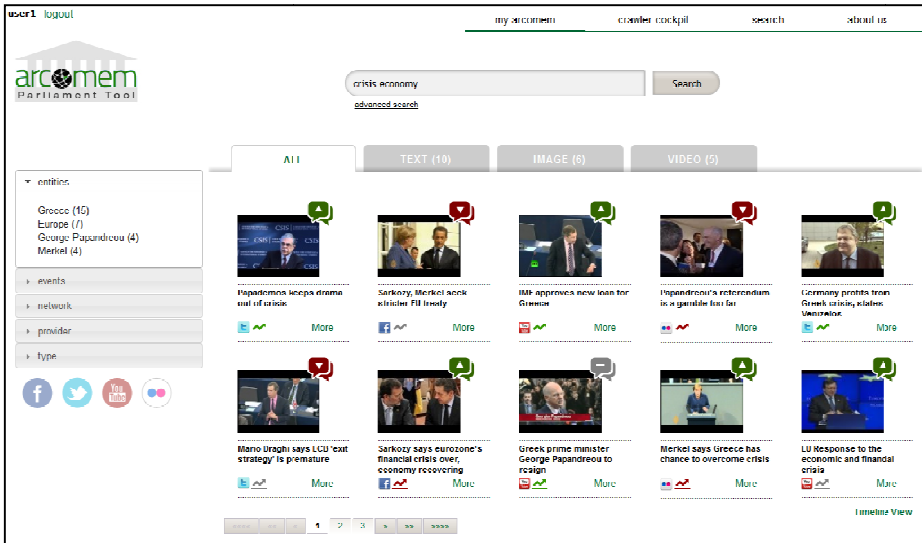 user1 logout
my arcomem crawler cockpit search about us
arcomem
Parliament Tool
crisis economy
Search
advanced search
ALL TEXT (10) IMAGE (6) VIDEO (5)
entities
Greece (15)
Europe (7)
George Papandreou (4)
Merkel (4)
events
network
provider
type
Papademos keeps drama
out of crisis
More
Sarkozy, Merkel seek
stricter EU treaty
More
IMF approves new loan for
Greece
More
Papandreou's referendum
is a gamble too far
More
Germany profits from
Greek crisis, states
Venizelos
More
Mario Draghi says ECB 'exit
strategy' is premature
More
Sarkozy says eurozone's
financial crisis over,
economy recovering
More
Greek prime minister
George Papandreou to
resign
More
Merkel says Greece has
chance to overcome crisis
More
EU Response to the
economic and financial
crisis
More
CSIS
You
Tube
«««« «« « 1 2 3 » »» »»»»
Timeline View